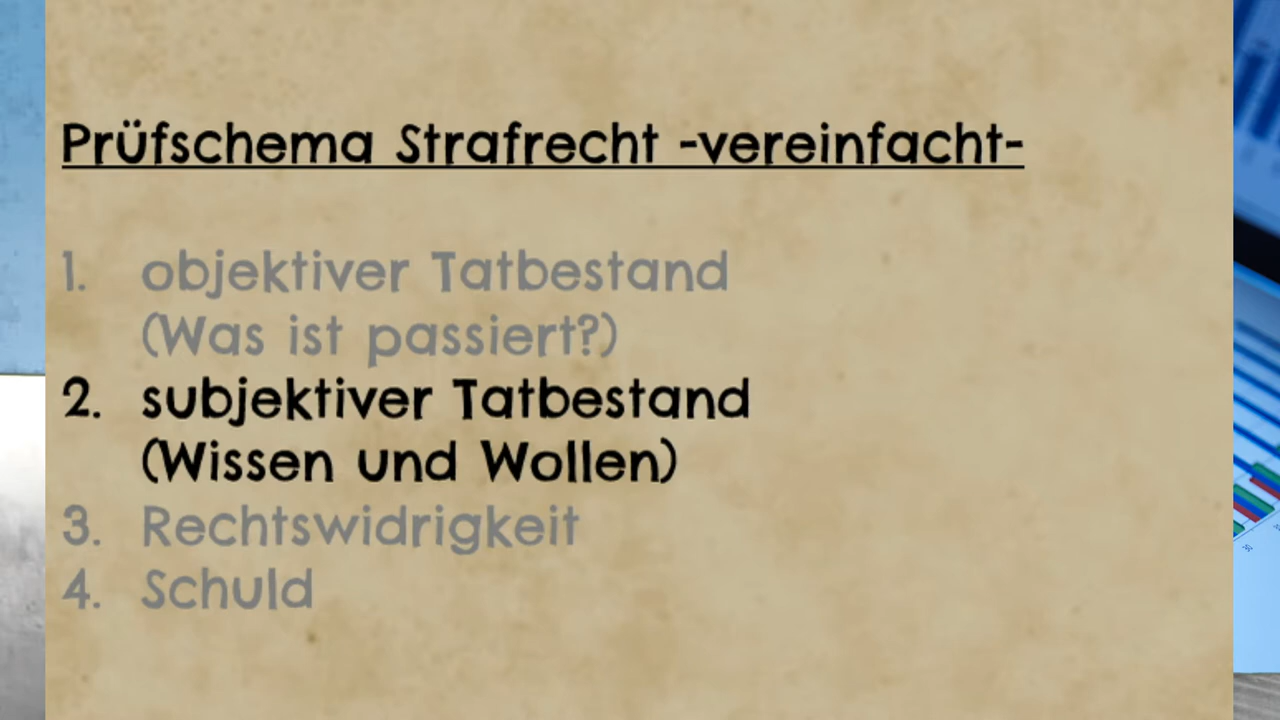 Prüfschema Strafrecht -vereinfacht-
1. objektiver Tatbestand
(Was ist passiert?)
2. subjektiver Tatbestand
(Wissen und Wollen)
3. Rechtswidrigkeit
4. Schuld